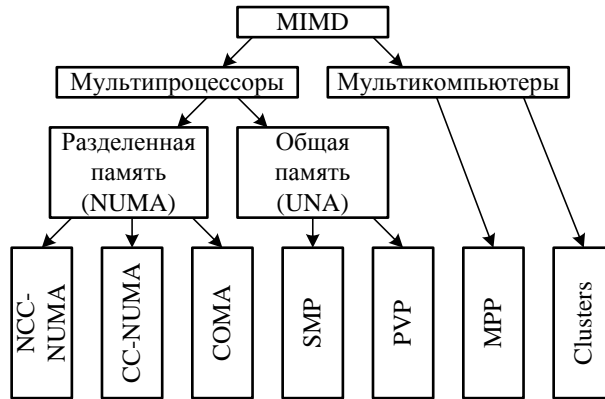 MIMD
Мультипроцессоры
Мультикомпьютеры
Разделенная
память
(NUMA)
Общая
память
(UNA)
NCC-
NUMA
CC-NUMA
COMA
SMP
PVP
MPP
Clusters